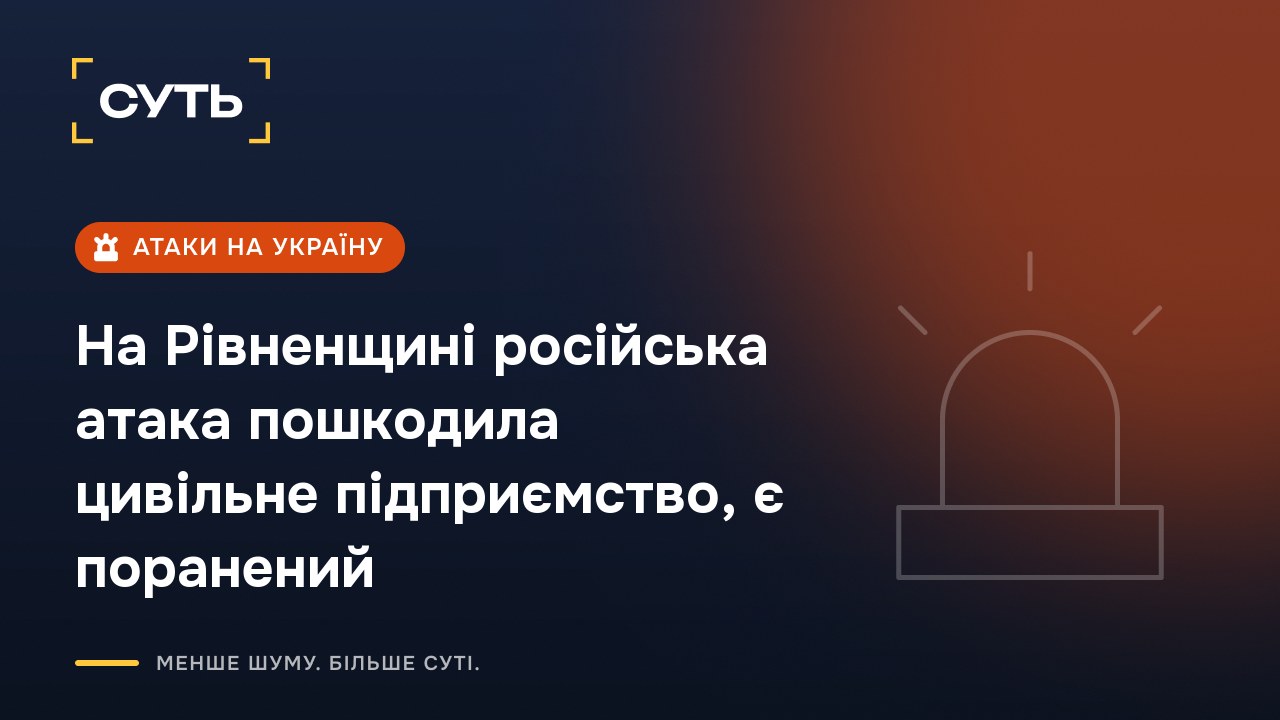 СУТЬ
АТАКИ НА УКРАЇНУ
На Рівненщині російська
атака пошкодила
цивільне підприємство, є
поранений
МЕНШЕ ШУМУ. БІЛЬШЕ СУТІ.